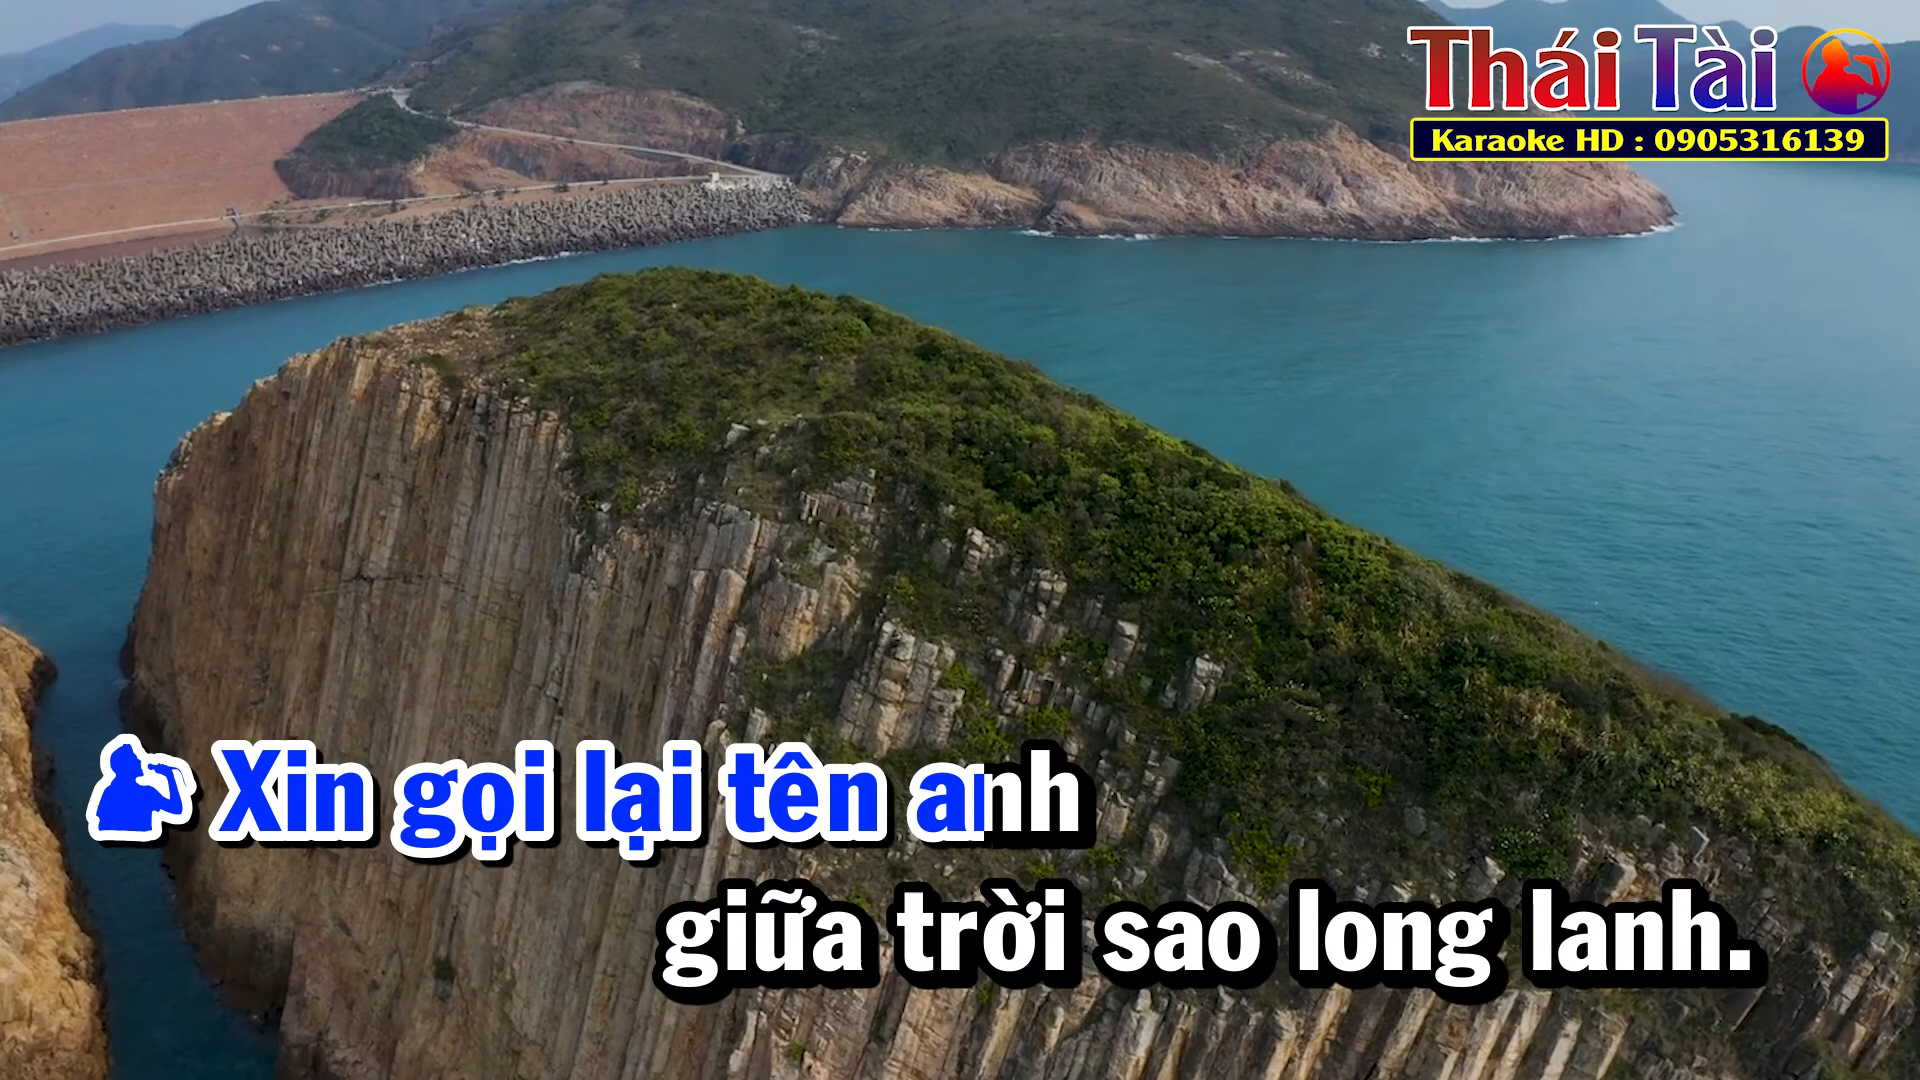 Thái Tài
Karaoke HD : 0905316139
Xin gọi lại tên anh
giữa trời sao long lanh.